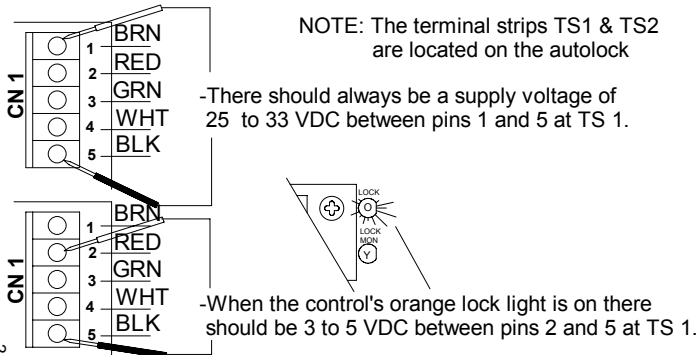 NOTE: The terminal strips TS1 & TS2
are located on the autolock
CN 1
1 BRN
2 RED
3 GRN
4 WHT
5 BLK
-There should always be a supply voltage of
25 to 33 VDC between pins 1 and 5 at TS 1.
LOCK
O
LOCK
MON
Y
CN 1
1 BRN
2 RED
3 GRN
4 WHT
5 BLK
-When the control's orange lock light is on there
should be 3 to 5 VDC between pins 2 and 5 at TS 1.